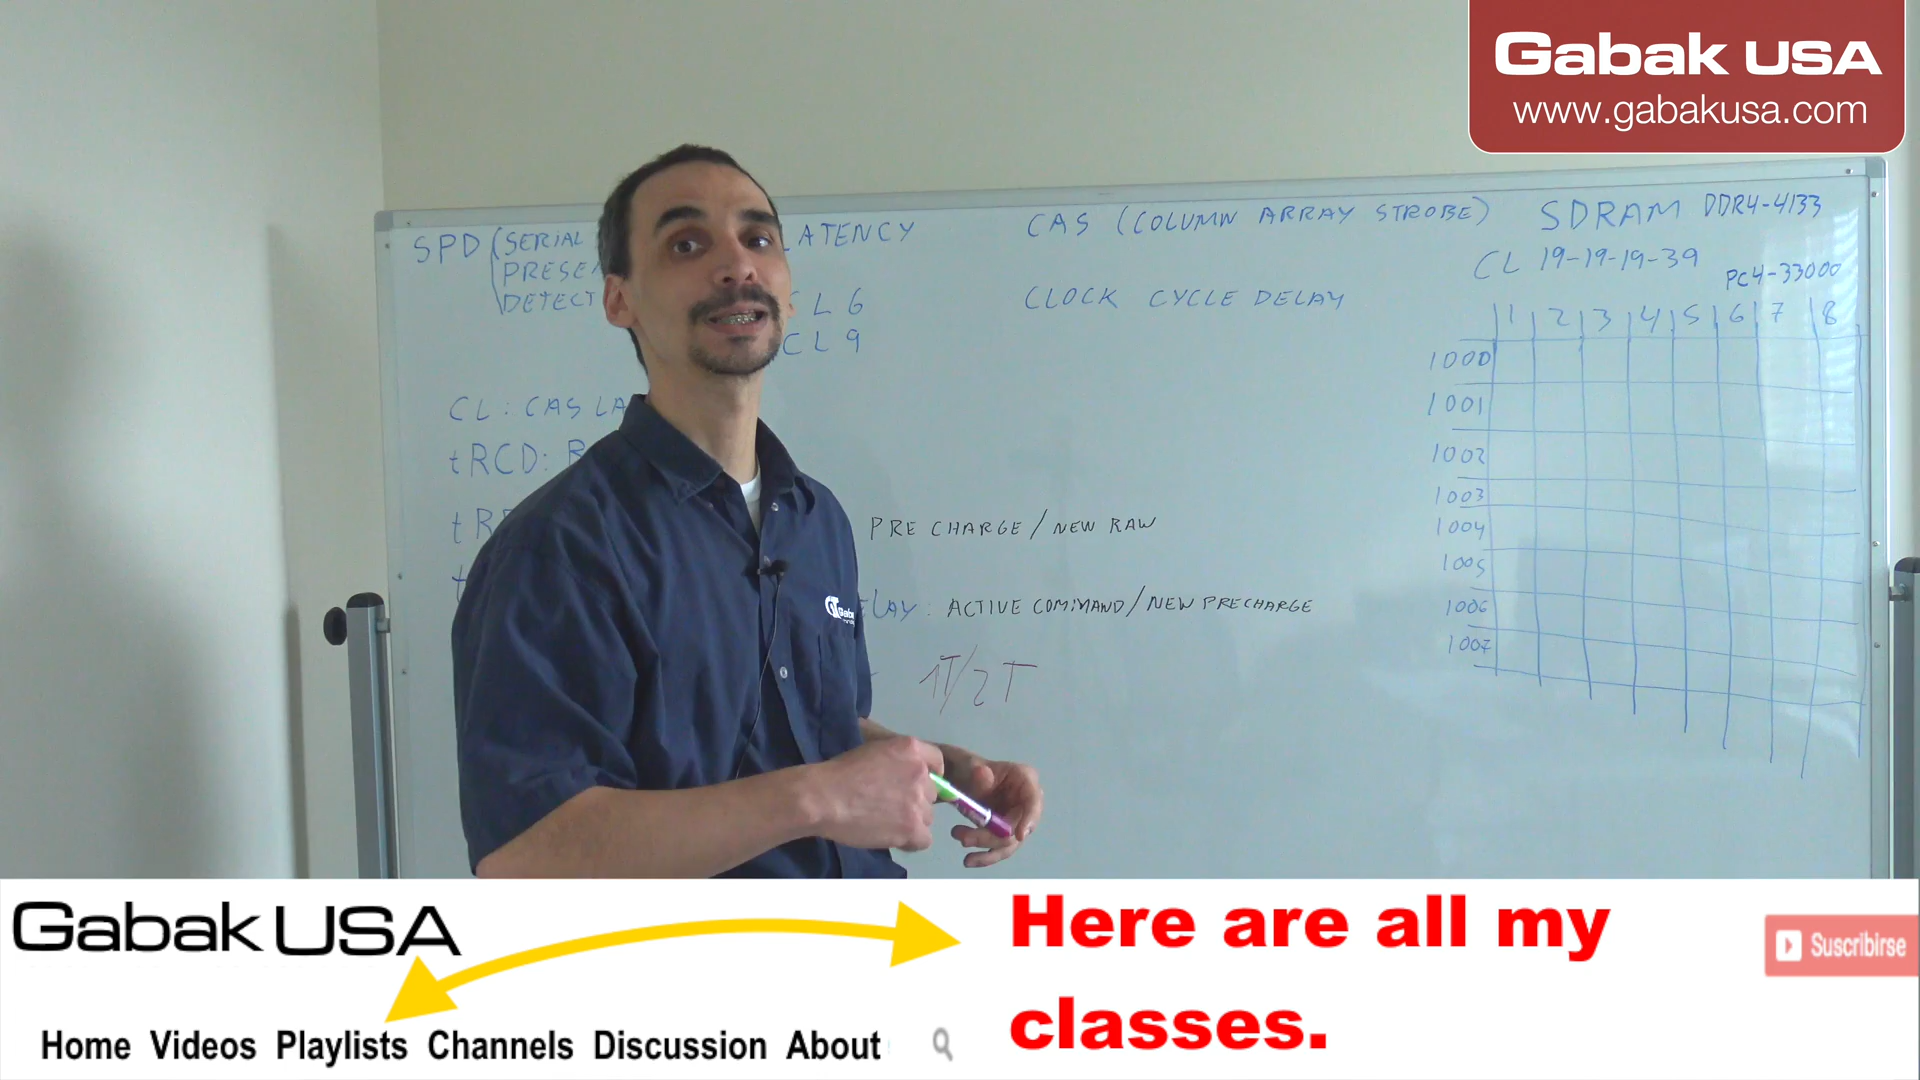 Gabak USA
www.gabakusa.com
SPD (SERIAL
PRESE
DETECT
LATENCY
CL 6
CL 9
CAS (COLUMN ARRAY STROBE)
CLOCK CYCLE DELAY
SDRAM DDR4-4133
CL 19-19-19-39
PC4-33000
1 2 3 4 5 6 7 8
1000
1001
1002
1003
1004
1005
1006
1007
CL: CAS LA
tRCD: R
tR
PRE CHARGE / NEW RAW
ELAY: ACTIVE COMMAND / NEW PRECHARGE
1T/2T
Gabak USA
Home Videos Playlists Channels Discussion About
Here are all my
classes.
Suscribirse